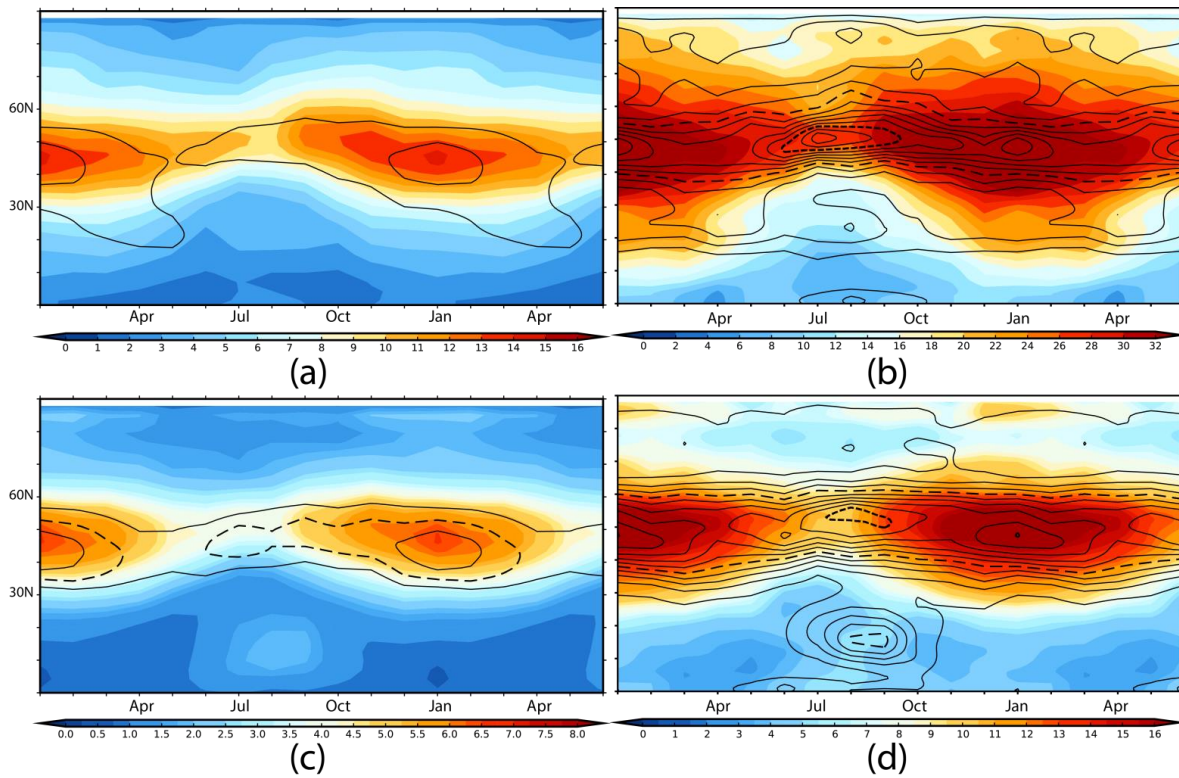 60N
30N
Apr Jul Oct Jan Apr
0 1 2 3 4 5 6 7 8 9 10 11 12 13 14 15 16
(a)
Apr Jul Oct Jan Apr
0 2 4 6 8 10 12 14 16 18 20 22 24 26 28 30 32
(b)
60N
30N
Apr Jul Oct Jan Apr
0.0 0.5 1.0 1.5 2.0 2.5 3.0 3.5 4.0 4.5 5.0 5.5 6.0 6.5 7.0 7.5 8.0
(c)
Apr Jul Oct Jan Apr
0 1 2 3 4 5 6 7 8 9 10 11 12 13 14 15 16
(d)